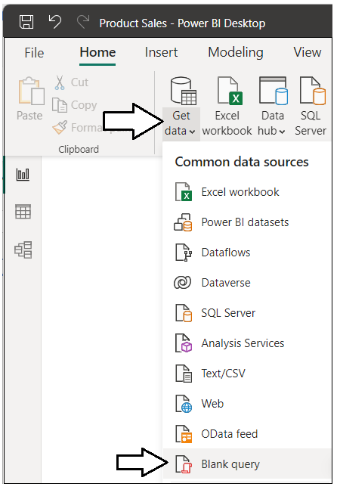 Product Sales - Power BI Desktop
File Home Insert Modeling View
Paste
Cut
Copy
Clipboard
Get data
Excel workbook
Data hub
SQL Server
Common data sources
Excel workbook
Power BI datasets
Dataflows
Dataverse
SQL Server
Analysis Services
Text/CSV
Web
OData feed
Blank query